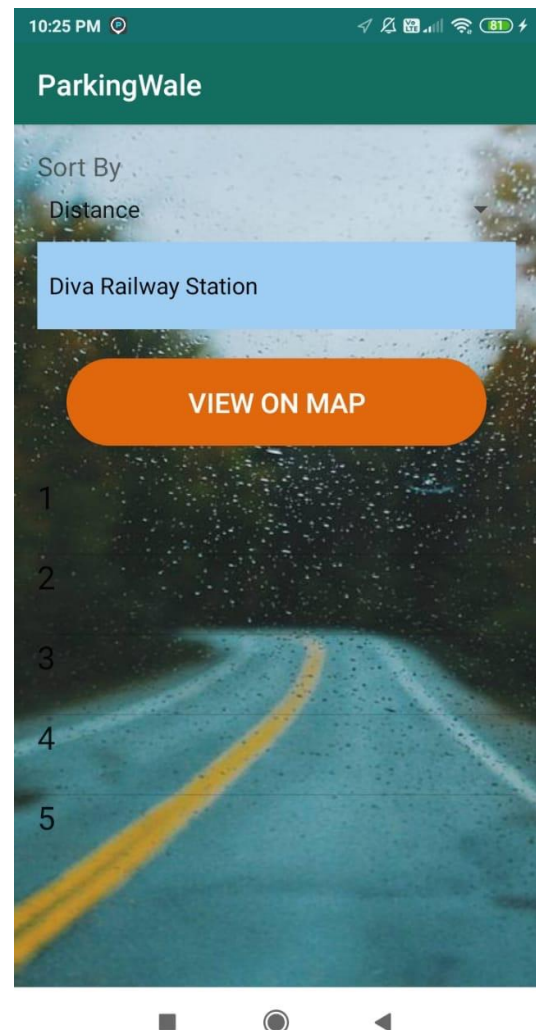 10:25 PM
81
ParkingWale
Sort By
Distance
Diva Railway Station
VIEW ON MAP
1
2
3
4
5